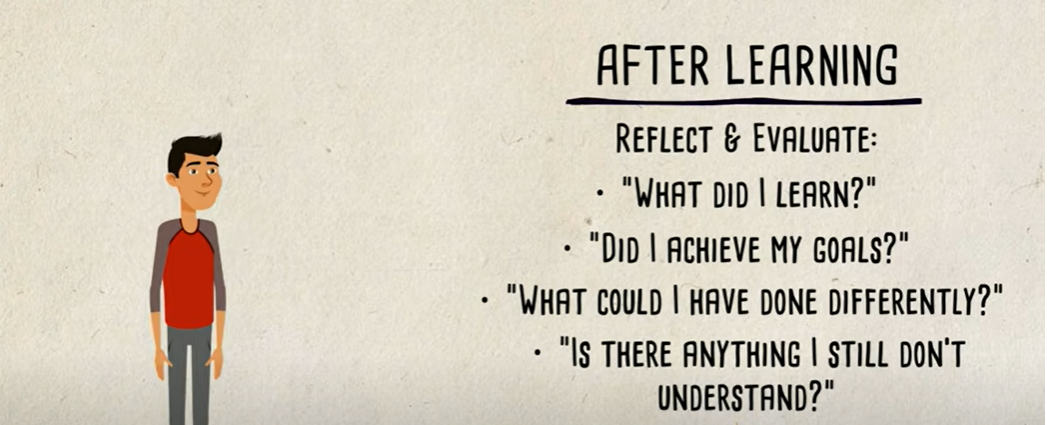 AFTER LEARNING
REFLECT & EVALUATE:
• "WHAT DID I LEARN?"
• "DID I ACHIEVE MY GOALS?"
• "WHAT COULD I HAVE DONE DIFFERENTLY?"
• "IS THERE ANYTHING I STILL DON'T
UNDERSTAND?"